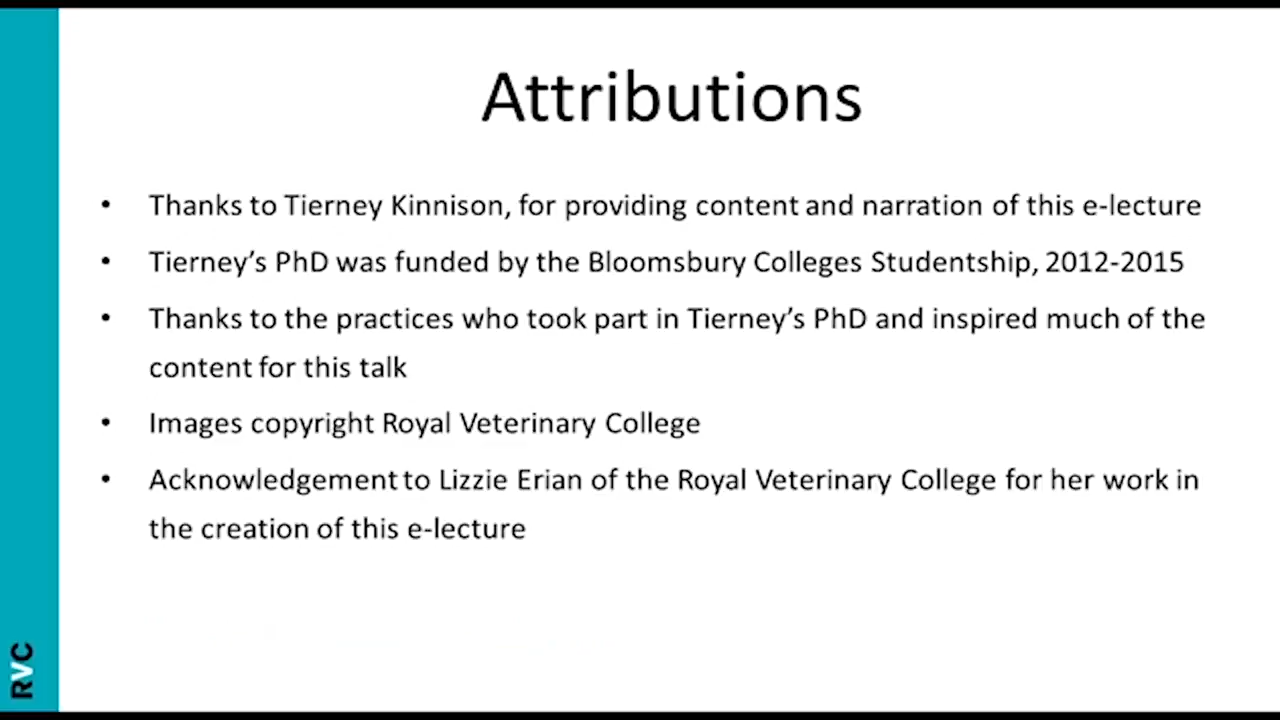 Attributions
• Thanks to Tierney Kinnison, for providing content and narration of this e-lecture
• Tierney’s PhD was funded by the Bloomsbury Colleges Studentship, 2012-2015
• Thanks to the practices who took part in Tierney’s PhD and inspired much of the
content for this talk
• Images copyright Royal Veterinary College
• Acknowledgement to Lizzie Erian of the Royal Veterinary College for her work in
the creation of this e-lecture
RVC